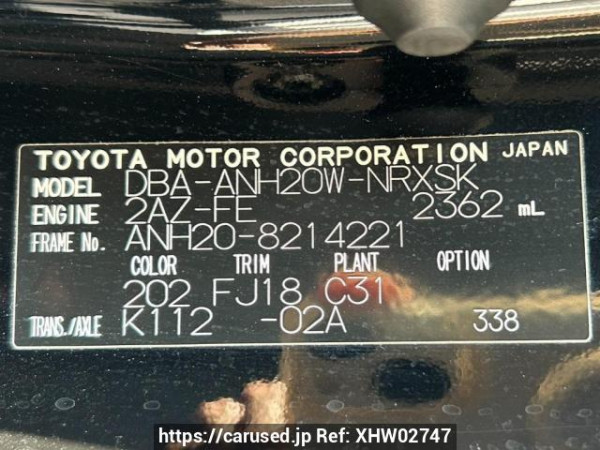 TOYOTA MOTOR CORPORATION JAPAN
MODEL DBA-ANH20W-NRXSK
ENGINE 2AZ-FE 2362 mL
FRAME No. ANH20-8214221
COLOR TRIM PLANT OPTION
202 FJ18 C31
TRANS./AXLE K112 -02A 338
https://carused.jp Ref: XHW02747